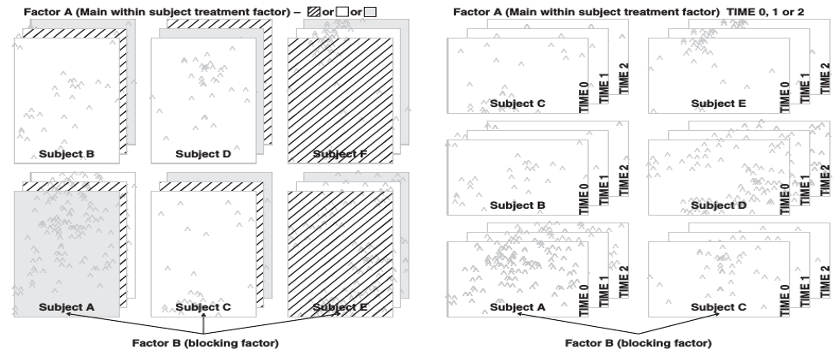 Factor A (Main within subject treatment factor) – or or
Subject B
Subject D
Subject F
Subject A
Subject C
Subject E
Factor B (blocking factor)
Factor A (Main within subject treatment factor) TIME 0, 1 or 2
Subject C
TIME 0
TIME 1
TIME 2
Subject E
TIME 0
TIME 1
TIME 2
Subject B
TIME 0
TIME 1
TIME 2
Subject D
TIME 0
TIME 1
TIME 2
Subject A
TIME 0
TIME 1
TIME 2
Subject C
TIME 0
TIME 1
TIME 2
Factor B (blocking factor)